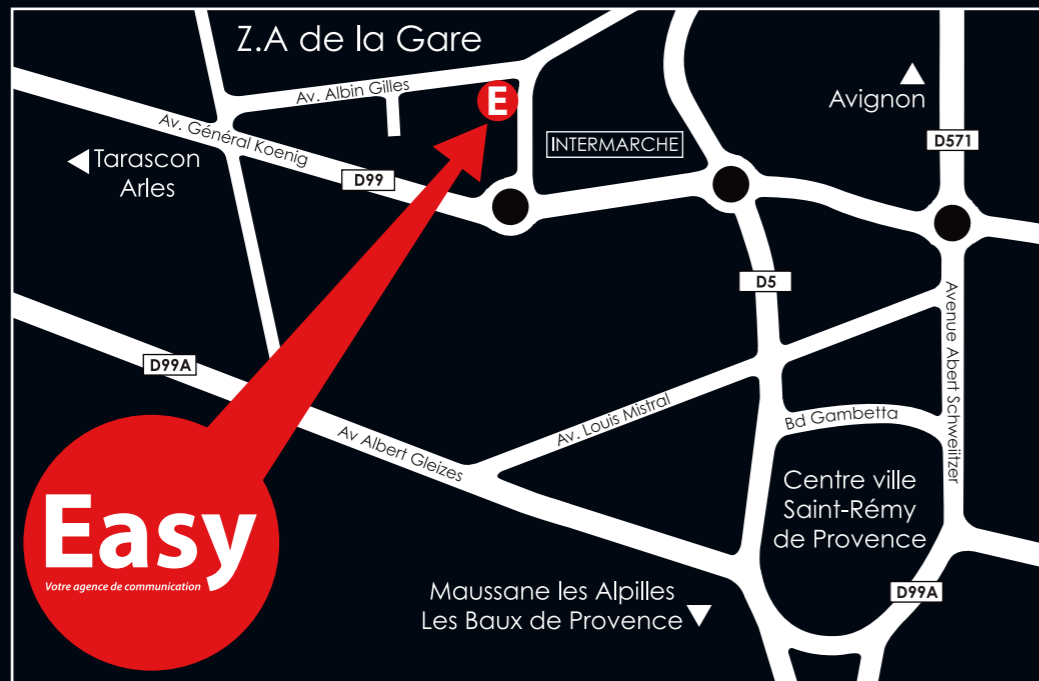 Z.A de la Gare
Av. Albin Gilles
E
Avignon
Av. Général Koenig
INTERMARCHE
D571
Tarascon
Arles
D99
D5
D99A
Avenue Abert Schweiitzer
Av. Louis Mistral
Bd Gambetta
Av Albert Gleizes
Centre ville
Saint-Rémy
de Provence
Easy
Votre agence de communication
Maussane les Alpilles
Les Baux de Provence
D99A